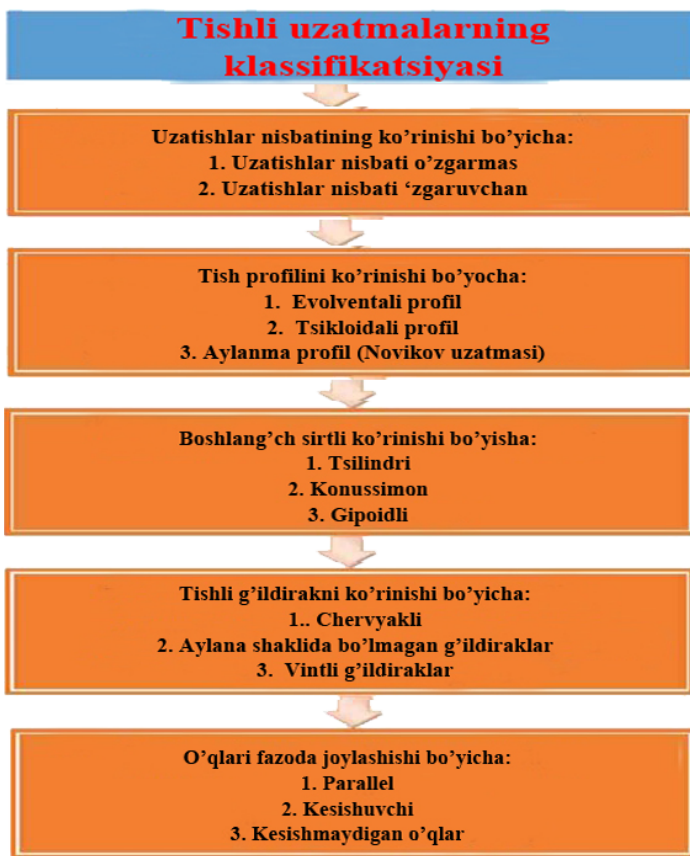 Tishli uzatmalarning
klassifikatsiyasi
Uzatishlar nisbatining ko’rinishi bo’yicha:
1. Uzatishlar nisbati o’zgarmas
2. Uzatishlar nisbati ‘zgaruvchan
Tish profilini ko’rinishi bo’yocha:
1. Evolventali profil
2. Tsikloidali profil
3. Aylanma profil (Novikov uzatmasi)
Boshlang’ch sirtli ko’rinishi bo’yisha:
1. Tsilindri
2. Konussimon
3. Gipoidli
Tishli g’ildirakni ko’rinishi bo’yicha:
1.. Chervyakli
2. Aylana shaklida bo’lmagan g’ildiraklar
3. Vintli g’ildiraklar
O’qlari fazoda joylashishi bo’yicha:
1. Parallel
2. Kesishuvchi
3. Kesishmaydigan o’qlar